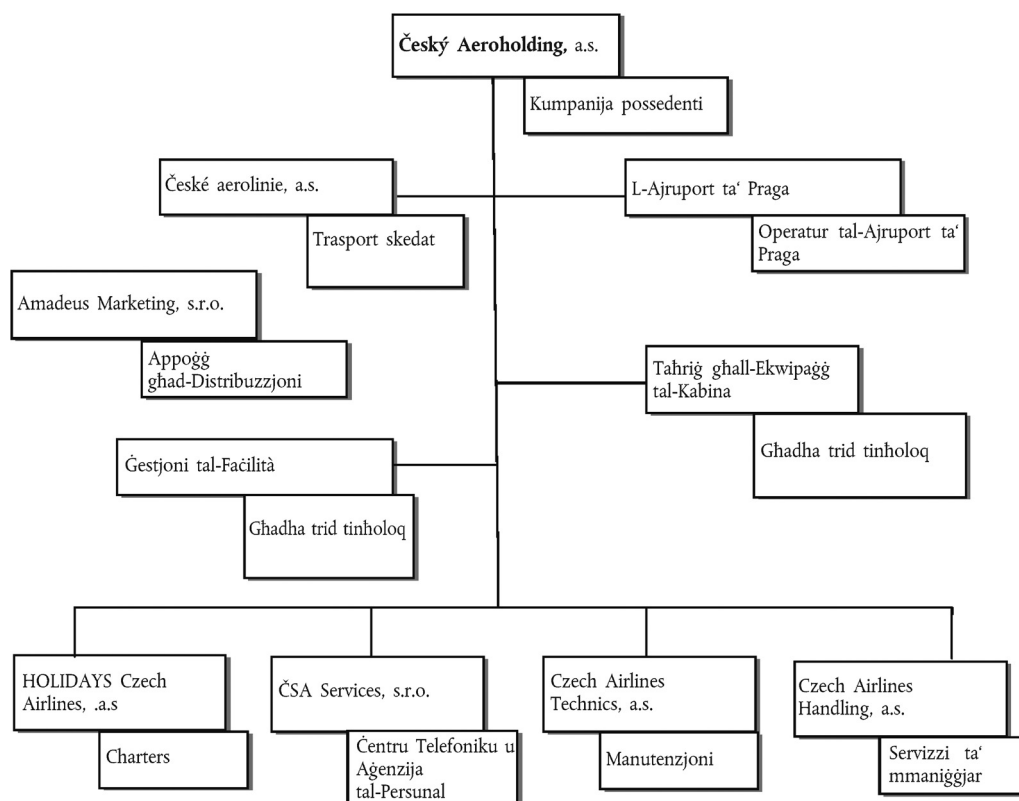 Český Aeroholding, a.s.
Kumpanija possedenti
České aerolinie, a.s.
Trasport skedat
L-Ajruport ta‘ Praga
Operatur tal-Ajruport ta‘
Praga
Amadeus Marketing, s.r.o.
Appoġġ
għad-Distribuzzjoni
Taħriġ għall-Ekwipaġġ
tal-Kabina
Għadha trid tinħoloq
Ġestjoni tal-Faċilità
Għadha trid tinħoloq
HOLIDAYS Czech
Airlines, .a.s
Charters
ČSA Services, s.r.o.
Ċentru Telefoniku u
Aġenzija
tal-Persunal
Czech Airlines
Technics, a.s.
Manutenzjoni
Czech Airlines
Handling, a.s.
Servizzi ta‘
mmaniġġjar